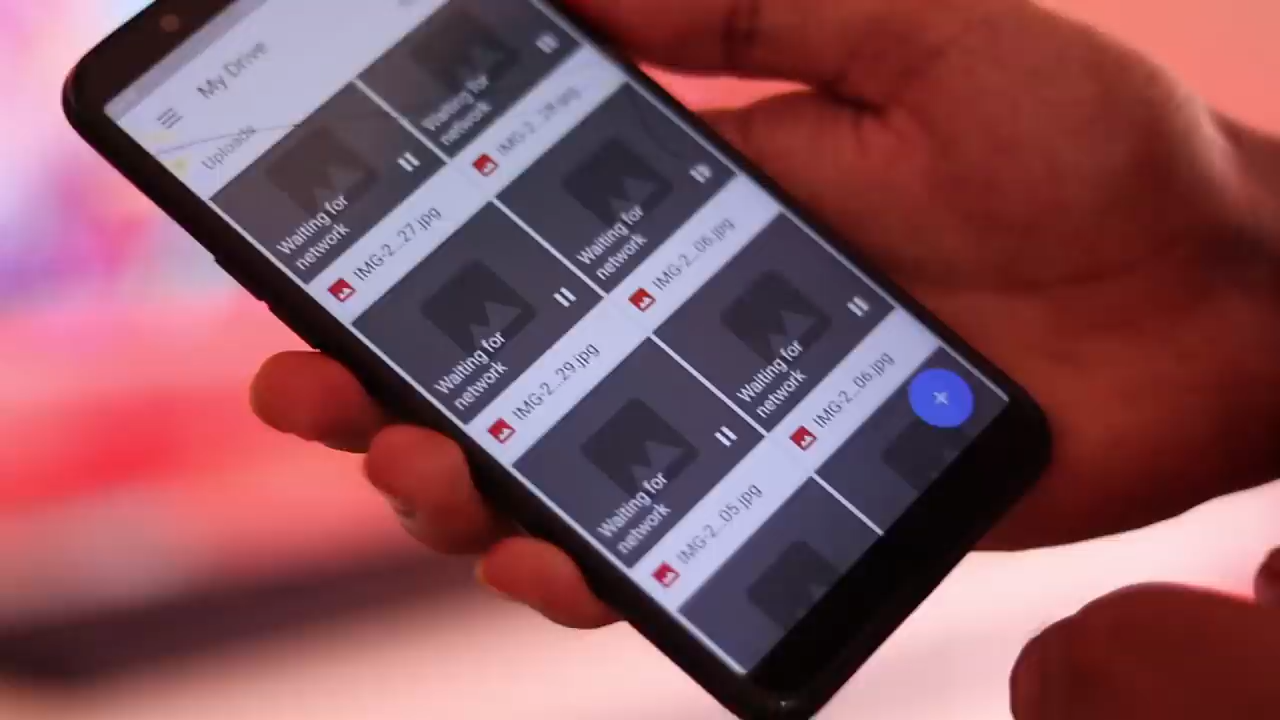 My Drive
Uploads
Waiting for
network
Waiting for
network
IMG-2...27.jpg
IMG-2...29.jpg
Waiting for
network
Waiting for
network
IMG-2...29.jpg
IMG-2...06.jpg
Waiting for
network
Waiting for
network
IMG-2...05.jpg
IMG-2...06.jpg